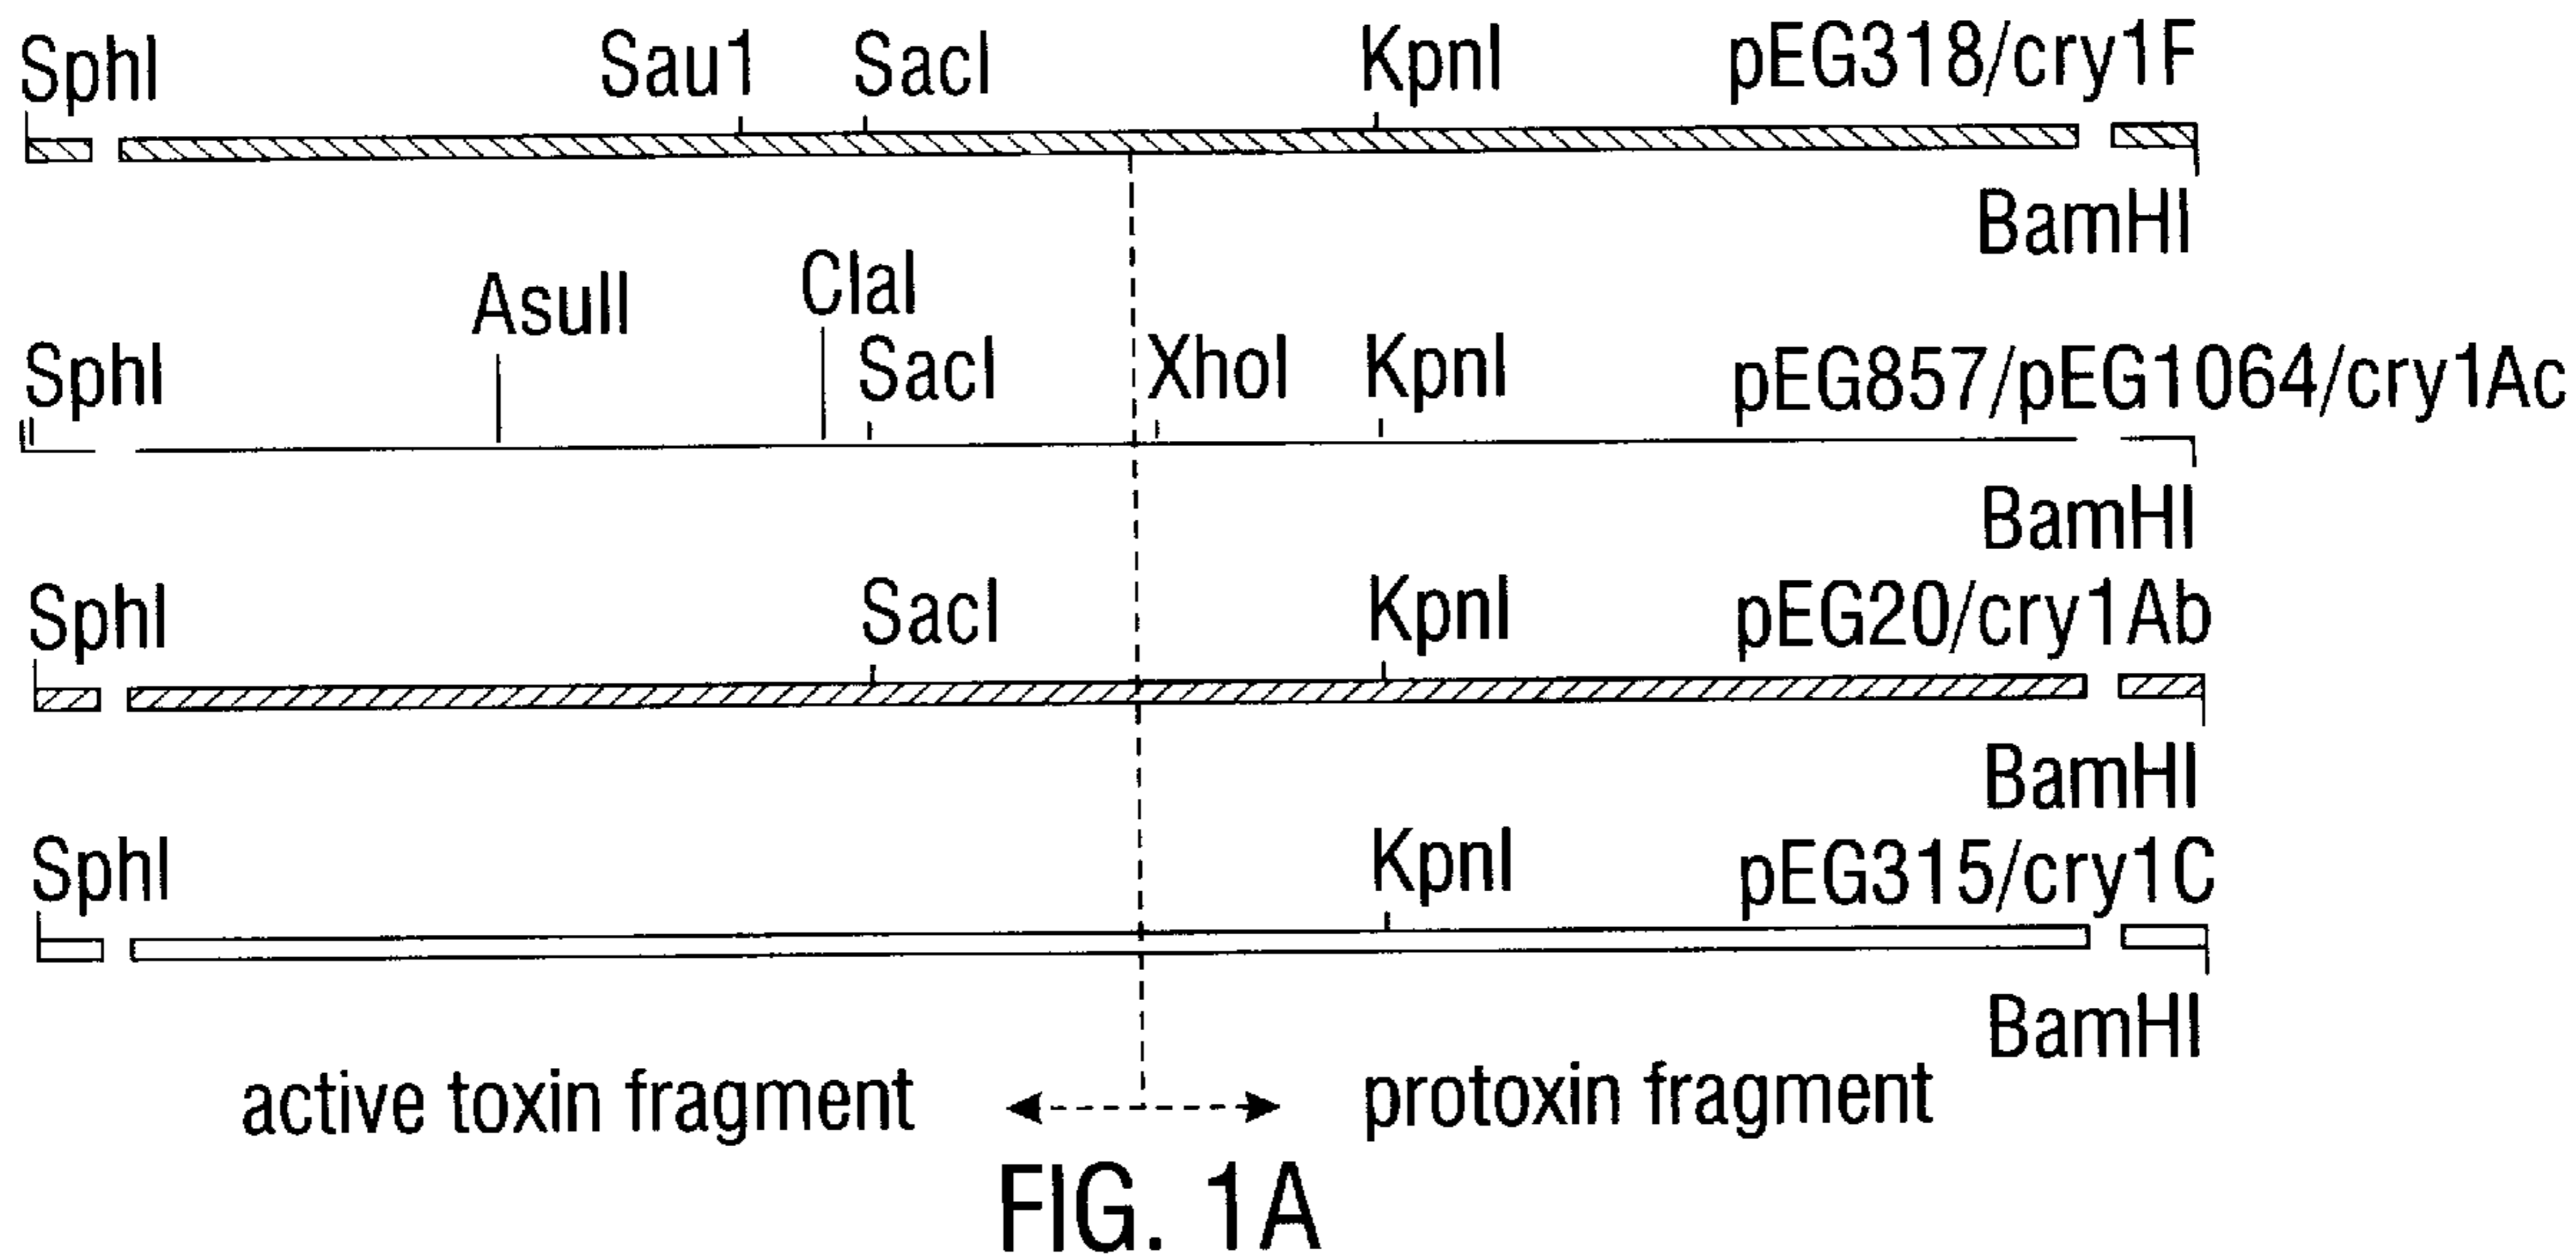 SphI Sau1 SacI KpnI pEG318/cry1F
BamHI
AsuII ClaI
SphI SacI XhoI KpnI pEG857/pEG1064/cry1Ac
BamHI
SphI SacI KpnI pEG20/cry1Ab
BamHI
SphI KpnI pEG315/cry1C
BamHI
active toxin fragment protoxin fragment
FIG. 1A